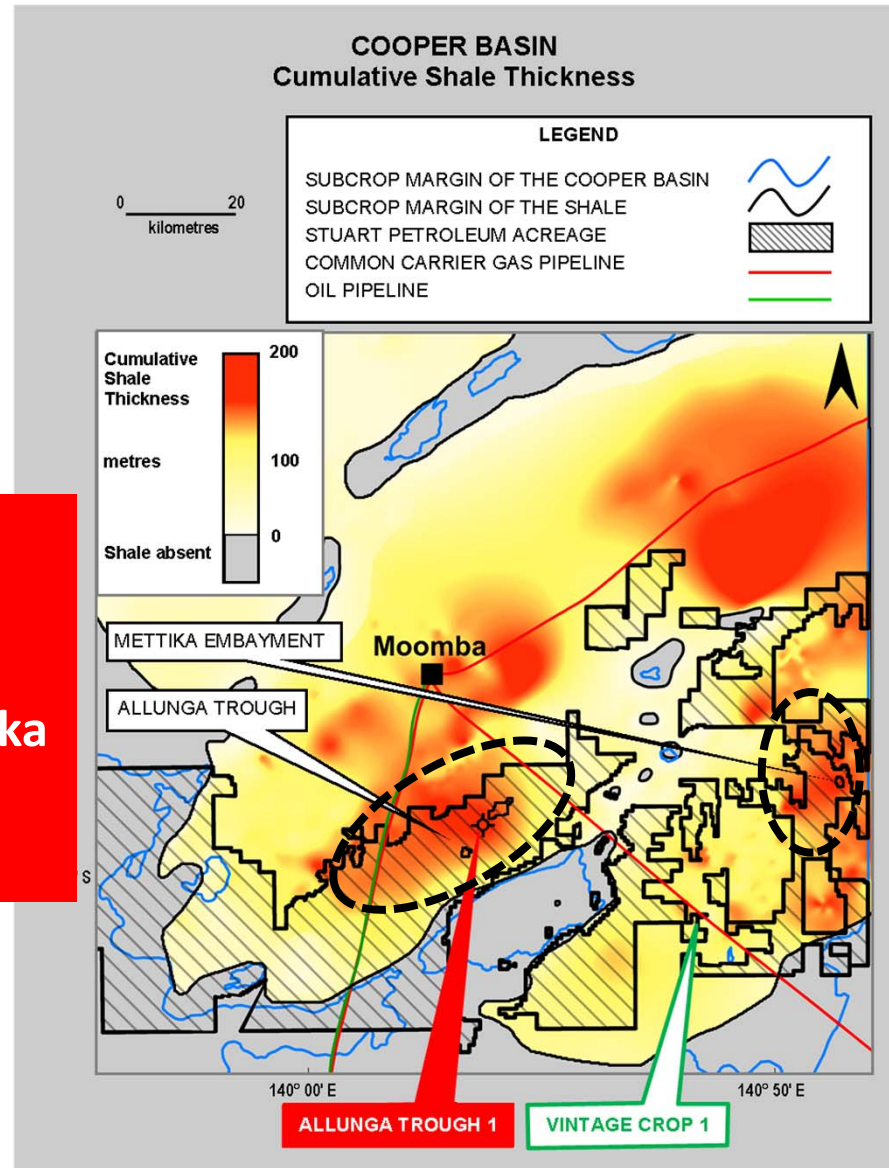 COOPER BASIN
Cumulative Shale Thickness
LEGEND
SUBCROP MARGIN OF THE COOPER BASIN
SUBCROP MARGIN OF THE SHALE
STUART PETROLEUM ACREAGE
COMMON CARRIER GAS PIPELINE
OIL PIPELINE
0 20
kilometres
Cumulative
Shale
Thickness
metres
200
100
0
Shale absent
ka
METTIKA EMBAYMENT
Moomba
ALLUNGA TROUGH
' S
140° 00' E
140° 50' E
ALLUNGA TROUGH 1
VINTAGE CROP 1